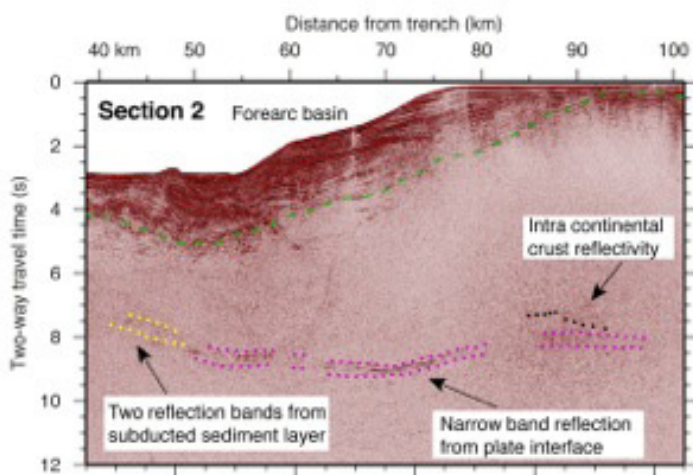 Distance from trench (km)
40 km 50 60 70 80 90 100
Section 2 Forearc basin
0
2
4
6
8
10
12
Two-way travel time (s)
Intra continental
crust reflectivity
Two reflection bands from
subducted sediment layer
Narrow band reflection
from plate interface